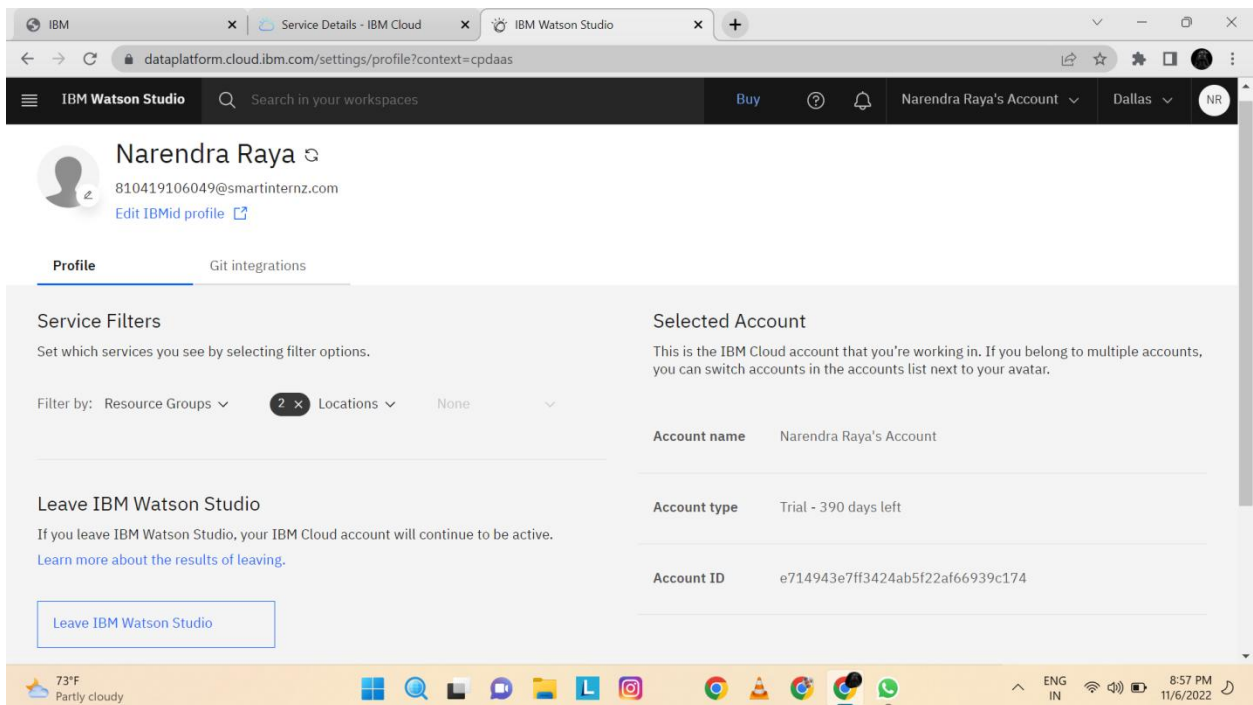 IBM
Service Details - IBM Cloud
IBM Watson Studio
dataplatform.cloud.ibm.com/settings/profile?context=cpdaas
IBM Watson Studio
Search in your workspaces
Buy
Narendra Raya's Account
Dallas
NR
Narendra Raya
810419106049@smartinternz.com
Edit IBMid profile
Profile
Git integrations
Service Filters
Set which services you see by selecting filter options.
Filter by: Resource Groups
2 × Locations
None
Leave IBM Watson Studio
If you leave IBM Watson Studio, your IBM Cloud account will continue to be active.
Learn more about the results of leaving.
Leave IBM Watson Studio
Selected Account
This is the IBM Cloud account that you're working in. If you belong to multiple accounts,
you can switch accounts in the accounts list next to your avatar.
Account name Narendra Raya's Account
Account type Trial - 390 days left
Account ID e714943e7ff3424ab5f22af66939c174
73°F
Partly cloudy
L
ENG
IN
8:57 PM
11/6/2022